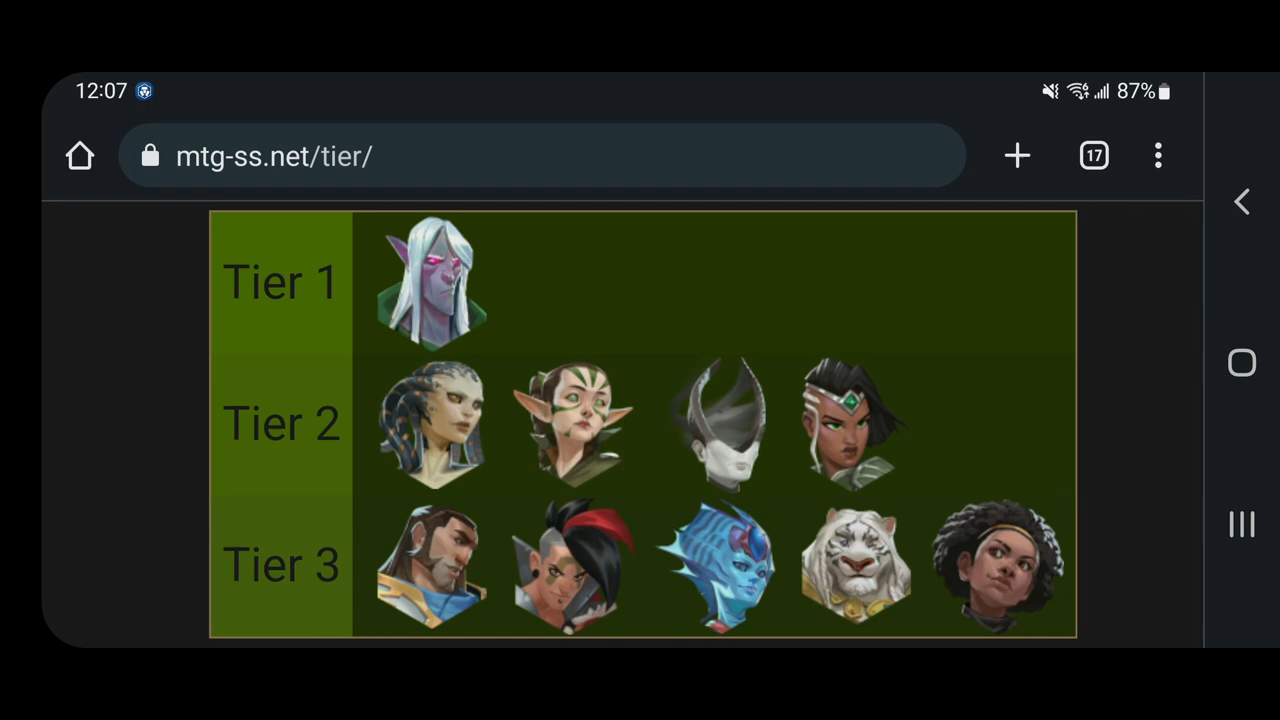 12:07
87%
mtg-ss.net/tier/
17
Tier 1
Tier 2
Tier 3